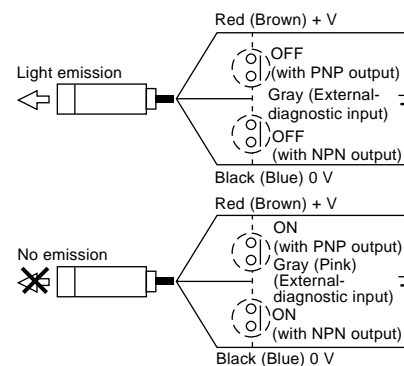 Red (Brown) + V
OFF
(with PNP output)
Light emission
Gray (External-
diagnostic input)
OFF
(with NPN output)
Black (Blue) 0 V
Red (Brown) + V
ON
(with PNP output)
No emission
Gray (Pink)
(External-
diagnostic input)
ON
(with NPN output)
Black (Blue) 0 V